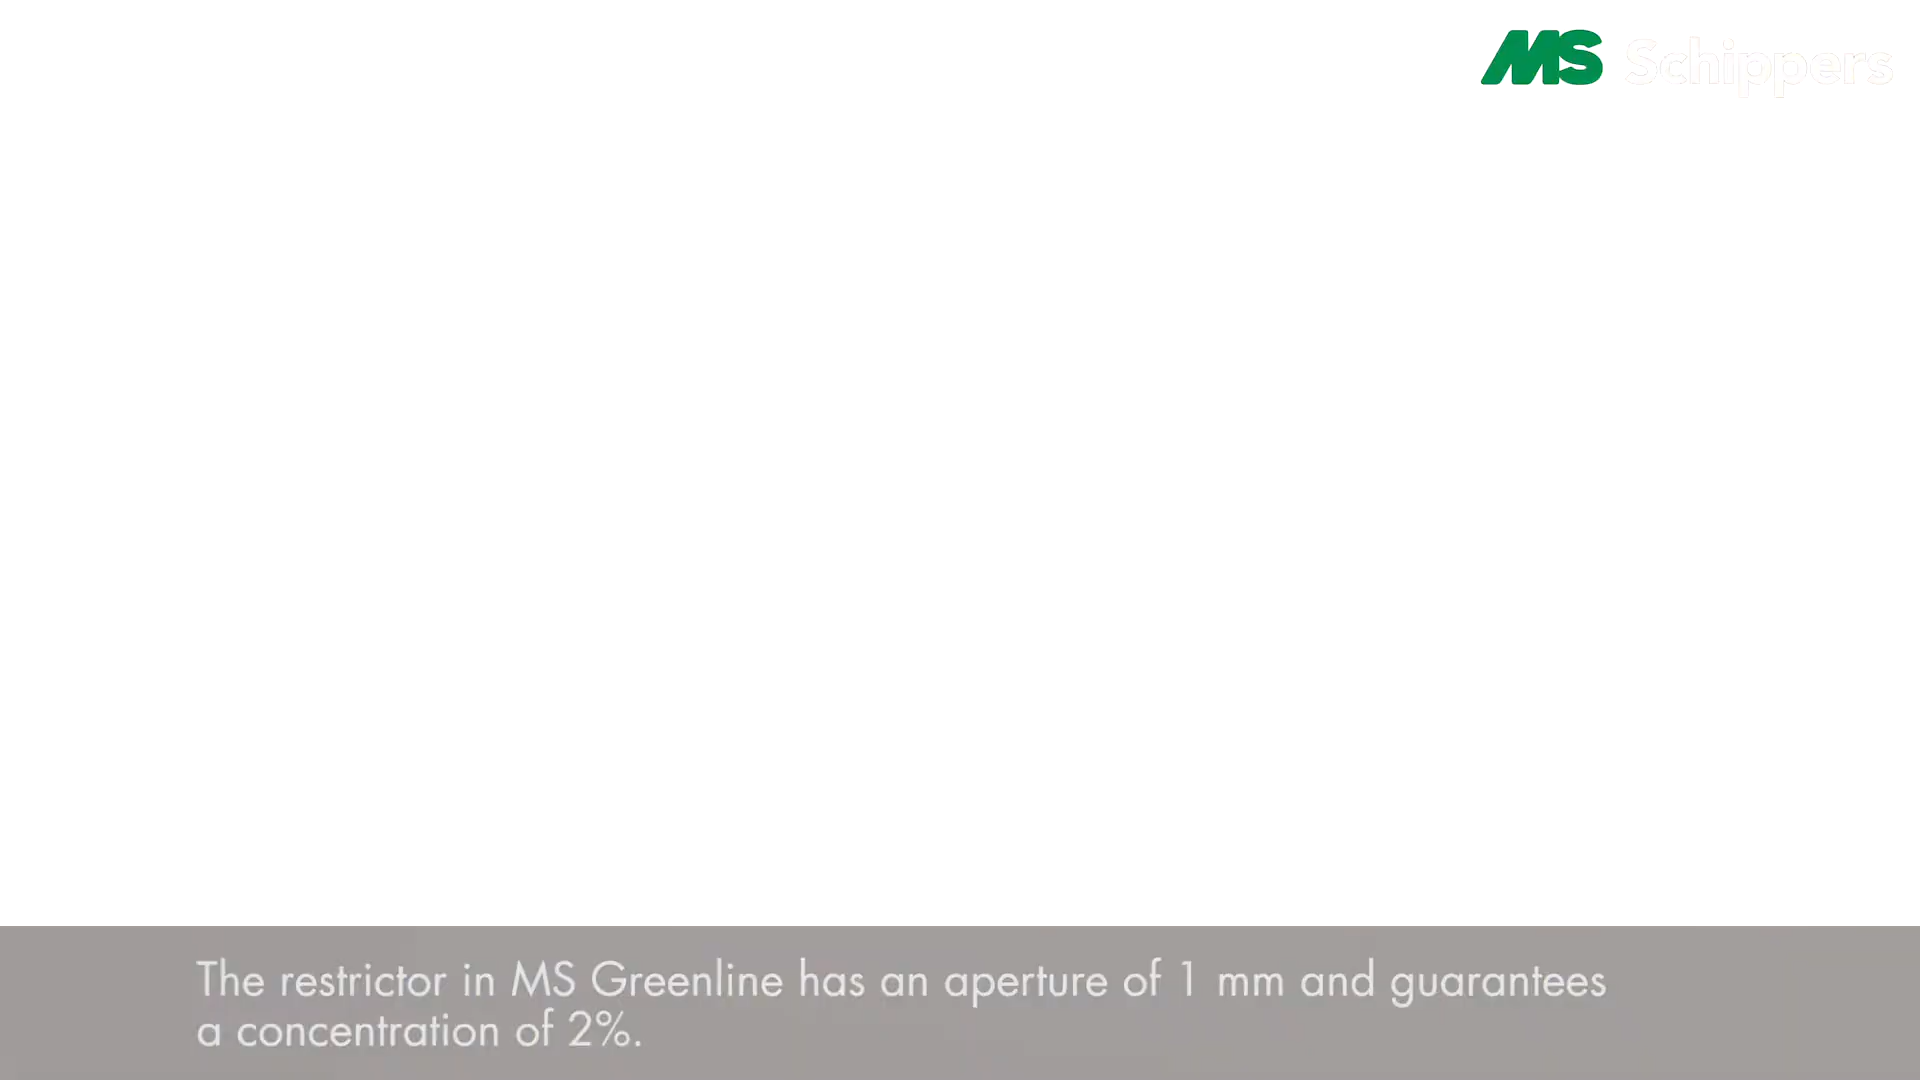 MS Schippers
The restrictor in MS Greenline has an aperture of 1 mm and guarantees
a concentration of 2%.